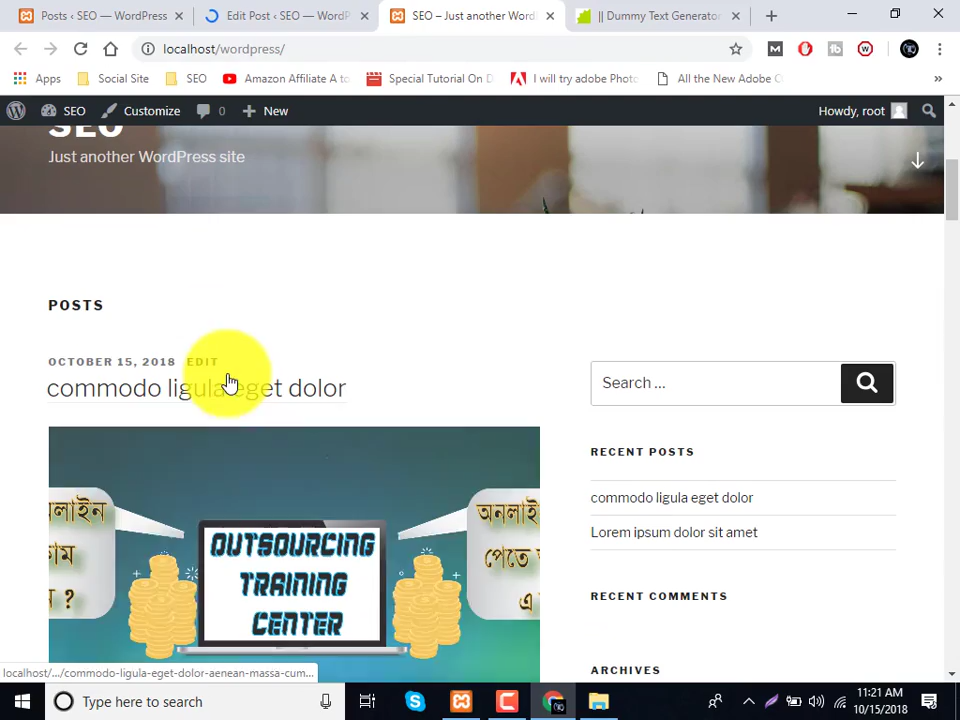 Posts ‹ SEO — WordPress
Edit Post ‹ SEO — WordP
SEO – Just another Word
|| Dummy Text Generator
localhost/wordpress/
Apps
Social Site
SEO
Amazon Affiliate A to
Special Tutorial On D
I will try adobe Phot
All the New Adobe C
»
SEO
Customize
0
New
Howdy, root
SEO
Just another WordPress site
POSTS
OCTOBER 15, 2018 EDIT
commodo ligula eget dolor
Search …
RECENT POSTS
commodo ligula eget dolor
Lorem ipsum dolor sit amet
RECENT COMMENTS
ARCHIVES
OUTSOURCING
TRAINING
CENTER
অনলাইন
পেতে
localhost/.../commodo-ligula-eget-dolor-aenean-massa-cum...
Type here to search
11:21 AM
10/15/2018